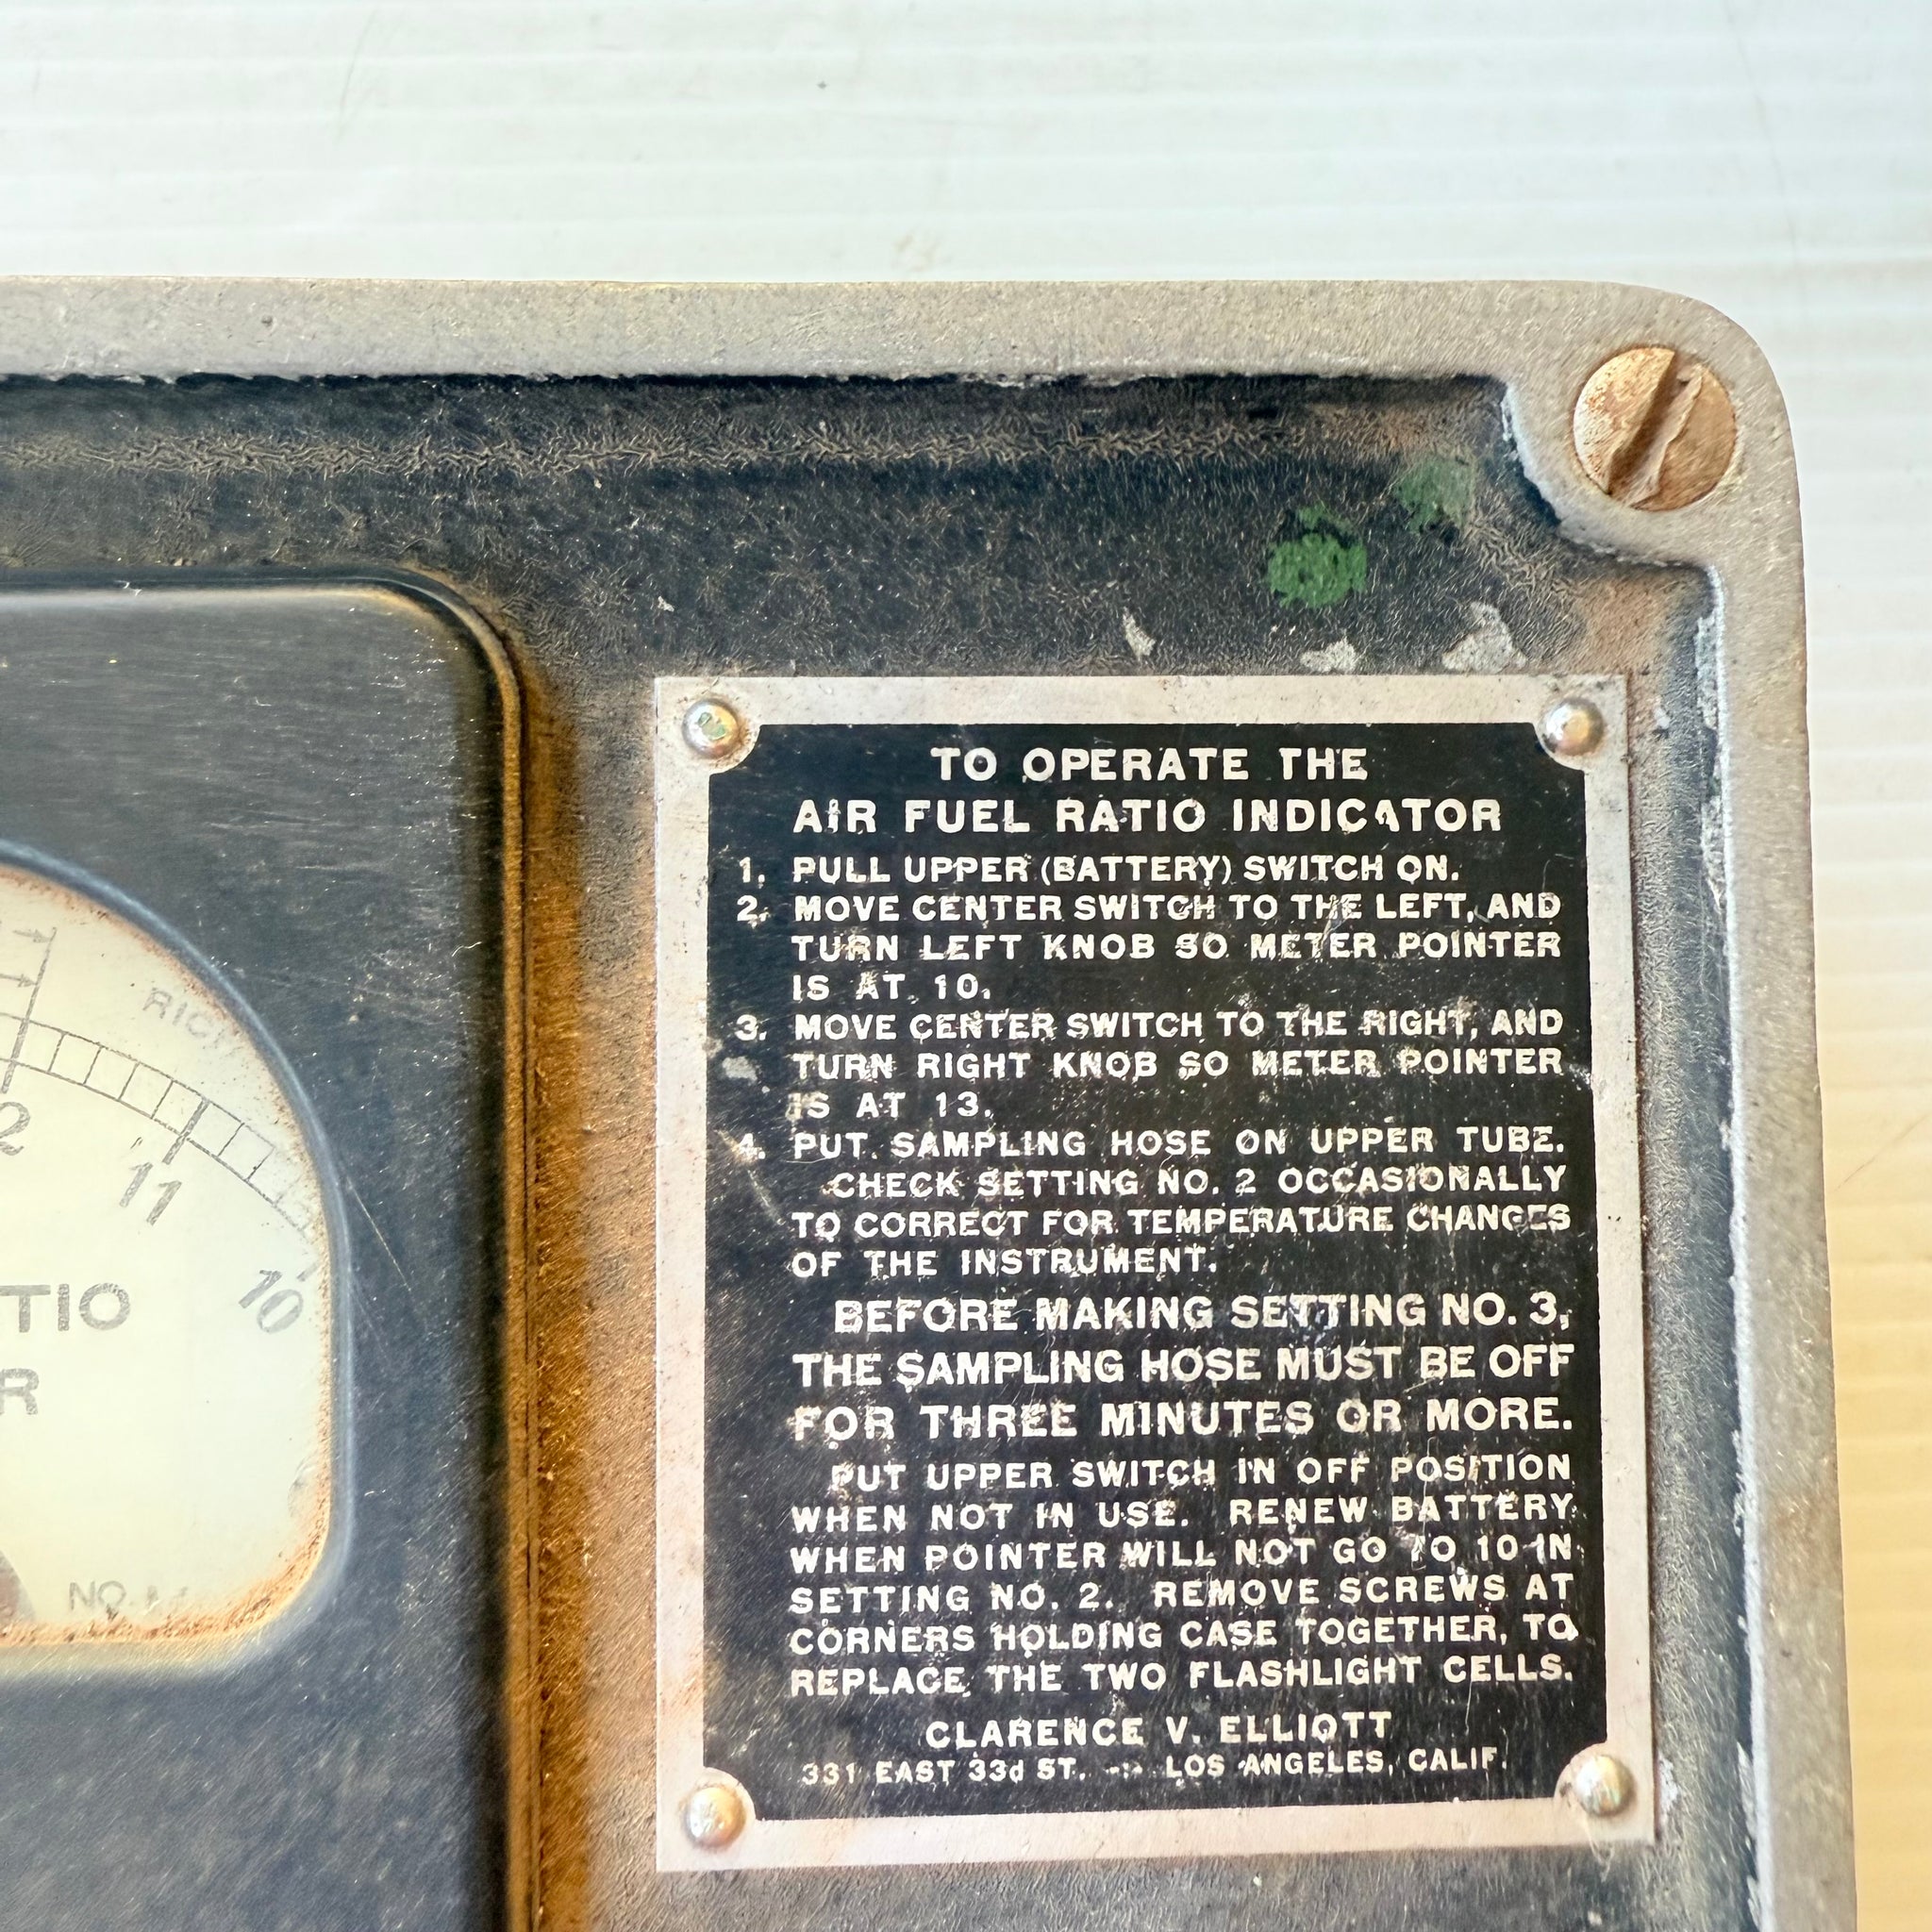 TO OPERATE THE
AIR FUEL RATIO INDICATOR
1. PULL UPPER (BATTERY) SWITCH ON.
2. MOVE CENTER SWITCH TO THE LEFT, AND
TURN LEFT KNOB SO METER POINTER
IS AT 10.
3. MOVE CENTER SWITCH TO THE RIGHT, AND
TURN RIGHT KNOB SO METER POINTER
IS AT 13.
4. PUT SAMPLING HOSE ON UPPER TUBE.
CHECK SETTING NO. 2 OCCASIONALLY
TO CORRECT FOR TEMPERATURE CHANGES
OF THE INSTRUMENT.
BEFORE MAKING SETTING NO. 3,
THE SAMPLING HOSE MUST BE OFF
FOR THREE MINUTES OR MORE.
PUT UPPER SWITCH IN OFF POSITION
WHEN NOT IN USE. RENEW BATTERY
WHEN POINTER WILL NOT GO TO 10 IN
SETTING NO. 2. REMOVE SCREWS AT
CORNERS HOLDING CASE TOGETHER, TO
REPLACE THE TWO FLASHLIGHT CELLS.
CLARENCE V. ELLIOTT
331 EAST 33d ST. -:- LOS ANGELES, CALIF.
RIC
2
11
10
TIO
R
NO.